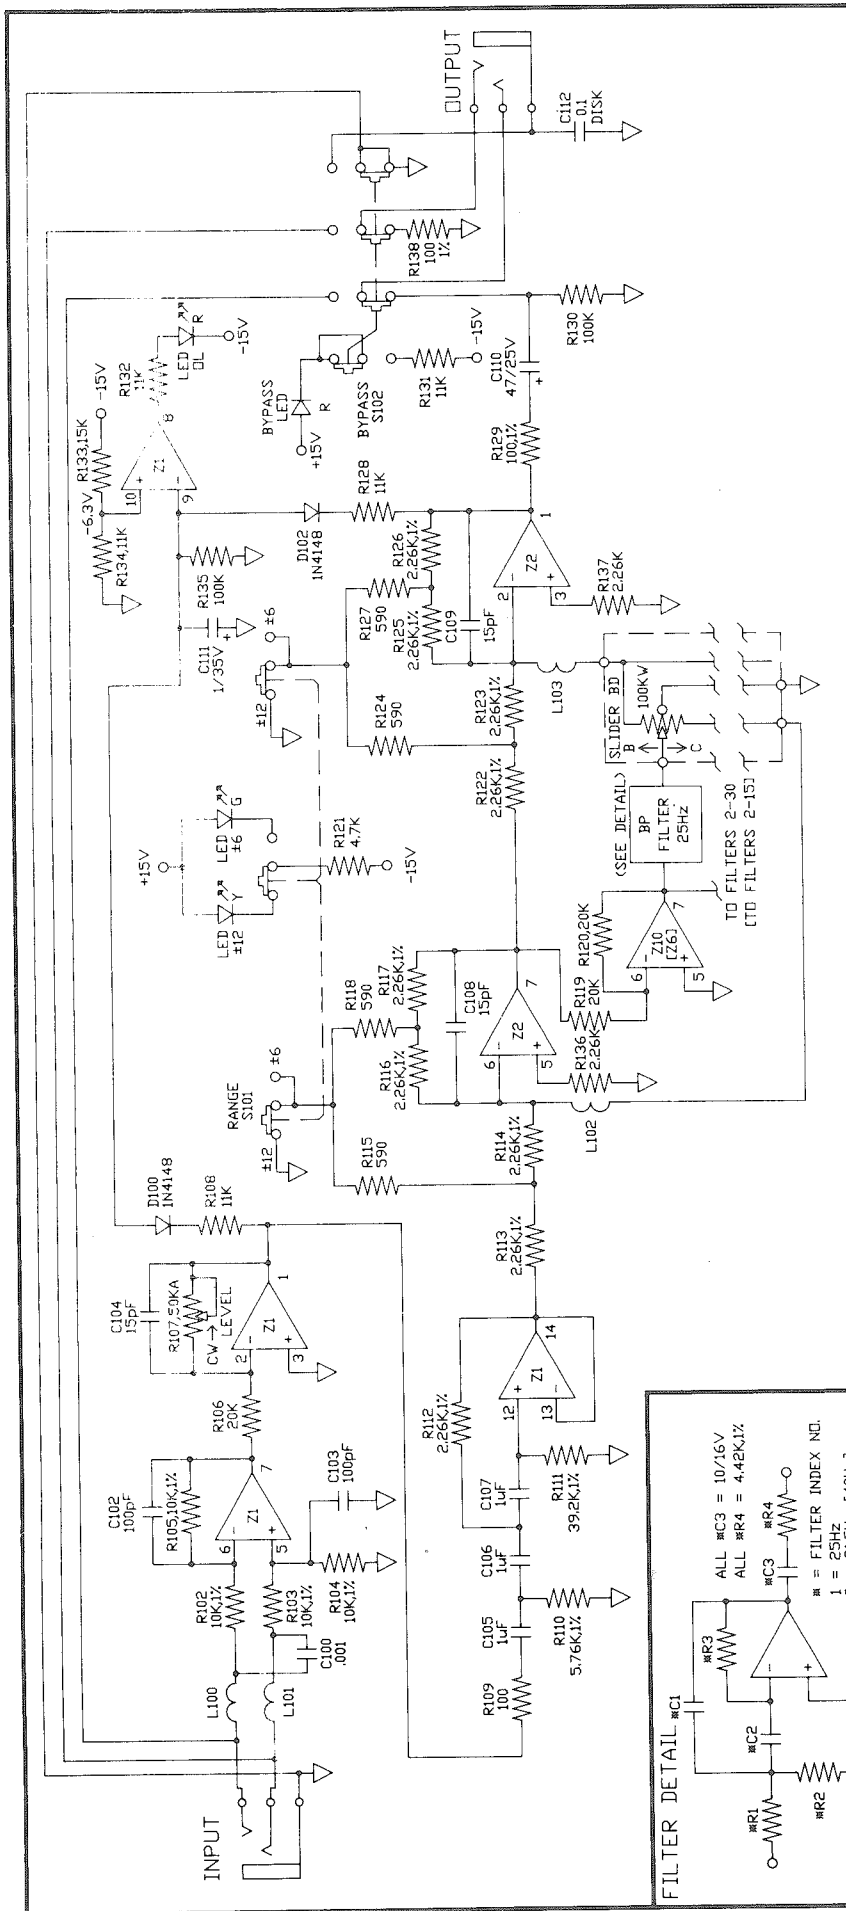 INPUT
L100
L101
C100
.001
R102
10K,1%
R103
10K,1%
R104
10K,1%
C102
100pF
R105,10K,1%
6
5
7
Z1
-
+
C103
100pF
R106
20K
C104
15pF
R107,50KA
CW →
LEVEL
2
3
1
Z1
-
+
R108
11K
D100
1N4148
R109
100
C105
1uF
R110
5.76K,1%
C106
1uF
C107
1uF
R111
39.2K,1%
R112
2.26K,1%
12
13
14
Z1
+
-
R113
2.26K,1%
R114
2.26K,1%
R115
590
RANGE
S101
±12
±6
L102
R116
2.26K,1%
R117
2.26K,1%
R118
590
C108
15pF
6
5
7
Z2
-
+
R136
2.26K
R119
20K
R120,20K
6
5
7
Z10
[Z6]
-
+
TO FILTERS 2-30
[TO FILTERS 2-15]
(SEE DETAIL)
BP
FILTER
25Hz
SLIDER BD
100KW
B
C
+15V
LED
±12
Y
LED
±6
G
R121
4.7K
-15V
R122
2.26K,1%
R123
2.26K,1%
R124
590
±12
±6
L103
R125
2.26K,1%
R126
2.26K,1%
R127
590
C109
15pF
2
3
1
Z2
-
+
R137
2.26K
R128
11K
D102
1N4148
C111
1/35V
+
R135
100K
R134,11K
-6.3V
R133,15K
-15V
10
9
8
Z1
+
-
R132
11K
LED
OL
R
-15V
+15V
BYPASS
LED
R
BYPASS
S102
R131
11K
-15V
R129
100,1%
C110
47/25V
+
R130
100K
R138
100
1%
OUTPUT
C112
0.1
DISK
FILTER DETAIL
※R1
※R2
※C1
※C2
※R3
-
+
※C3
※R4
ALL ※C3 = 10/16V
ALL ※R4 = 4.42K,1%
※ = FILTER INDEX NO.
1 = 25Hz